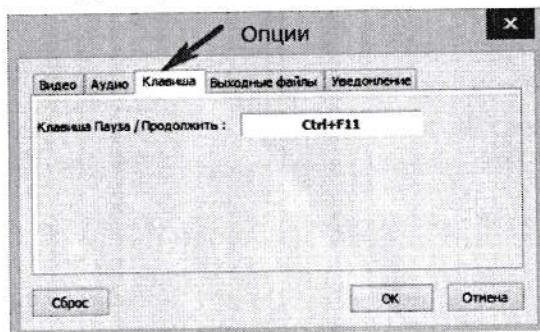 Опции
Видео Аудио Клавиша Выходные файлы Уведомление
Клавиша Пауза / Продолжить : Ctrl+F11
Сброс OK Отмена